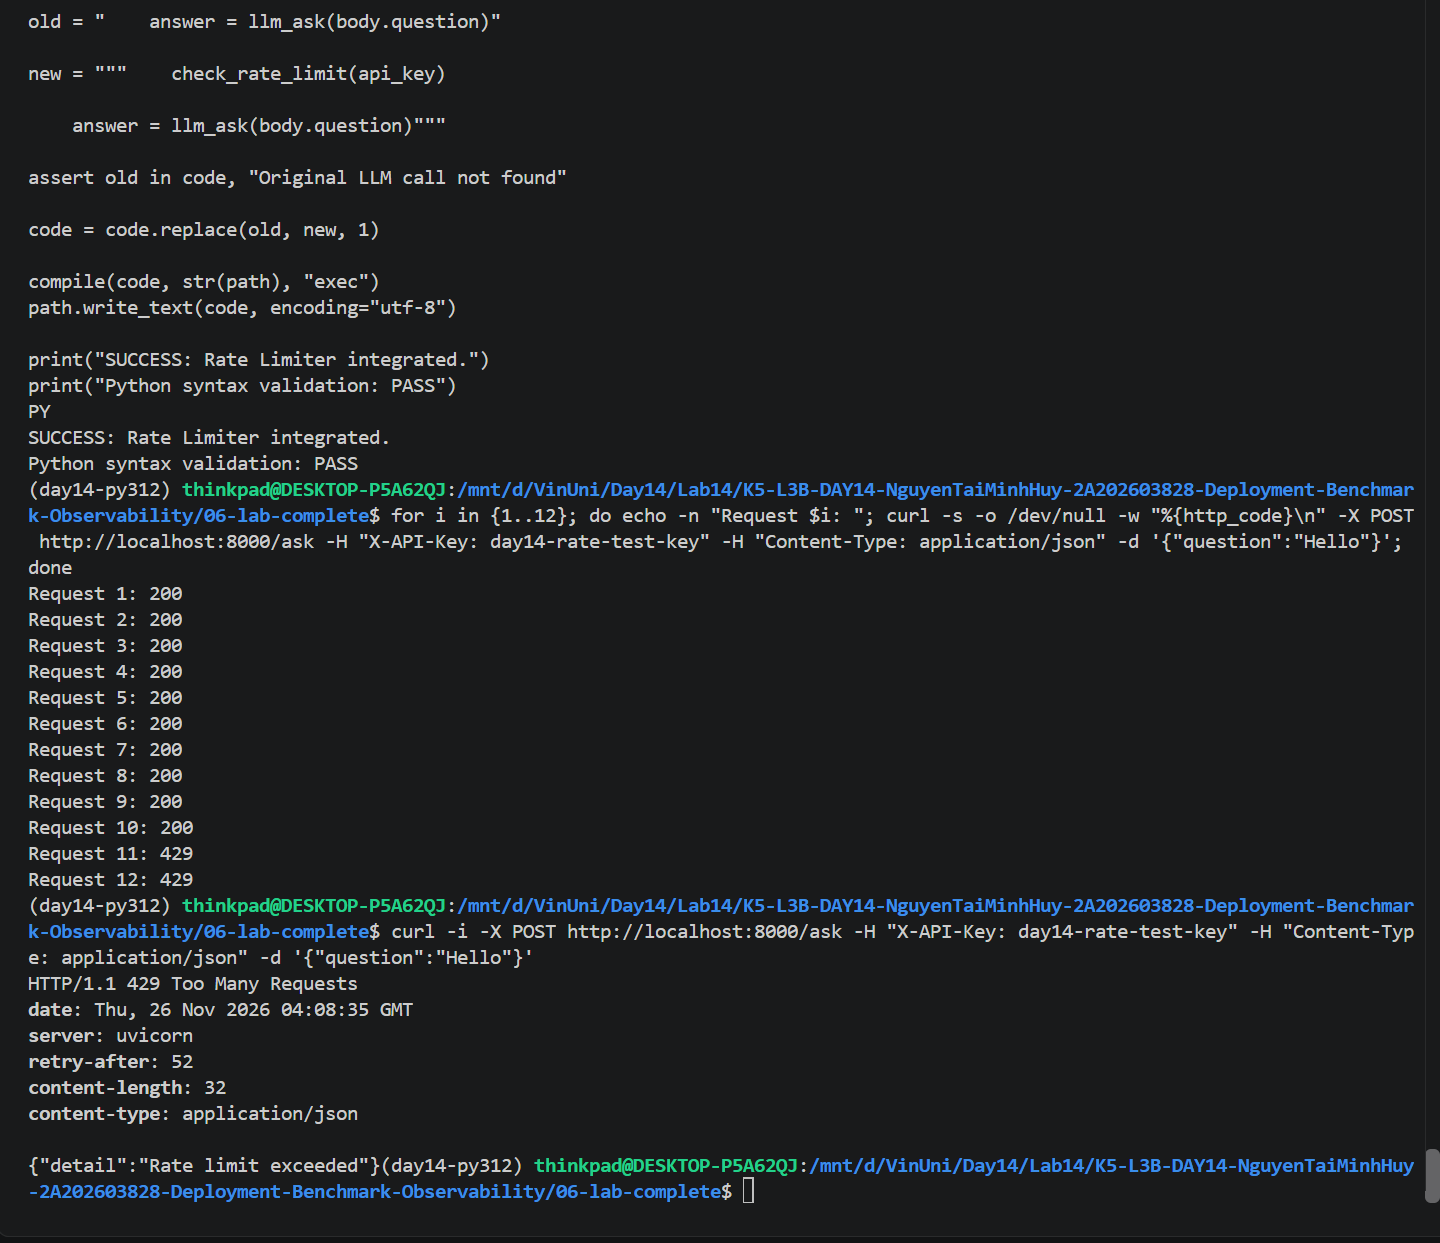 old = "    answer = llm_ask(body.question)"
new = """    check_rate_limit(api_key)
    answer = llm_ask(body.question)"""
assert old in code, "Original LLM call not found"
code = code.replace(old, new, 1)
compile(code, str(path), "exec")
path.write_text(code, encoding="utf-8")
print("SUCCESS: Rate Limiter integrated.")
print("Python syntax validation: PASS")
PY
SUCCESS: Rate Limiter integrated.
Python syntax validation: PASS
(day14-py312) thinkpad@DESKTOP-P5A62QJ:/mnt/d/VinUni/Day14/Lab14/K5-L3B-DAY14-NguyenTaiMinhHuy-2A202603828-Deployment-Benchmar
k-Observability/06-lab-complete$ for i in {1..12}; do echo -n "Request $i: "; curl -s -o /dev/null -w "%{http_code}\n" -X POST
 http://localhost:8000/ask -H "X-API-Key: day14-rate-test-key" -H "Content-Type: application/json" -d '{"question":"Hello"}';
done
Request 1: 200
Request 2: 200
Request 3: 200
Request 4: 200
Request 5: 200
Request 6: 200
Request 7: 200
Request 8: 200
Request 9: 200
Request 10: 200
Request 11: 429
Request 12: 429
(day14-py312) thinkpad@DESKTOP-P5A62QJ:/mnt/d/VinUni/Day14/Lab14/K5-L3B-DAY14-NguyenTaiMinhHuy-2A202603828-Deployment-Benchmar
k-Observability/06-lab-complete$ curl -i -X POST http://localhost:8000/ask -H "X-API-Key: day14-rate-test-key" -H "Content-Typ
e: application/json" -d '{"question":"Hello"}'
HTTP/1.1 429 Too Many Requests
date: Thu, 26 Nov 2026 04:08:35 GMT
server: uvicorn
retry-after: 52
content-length: 32
content-type: application/json
{"detail":"Rate limit exceeded"}(day14-py312) thinkpad@DESKTOP-P5A62QJ:/mnt/d/VinUni/Day14/Lab14/K5-L3B-DAY14-NguyenTaiMinhHuy
-2A202603828-Deployment-Benchmark-Observability/06-lab-complete$